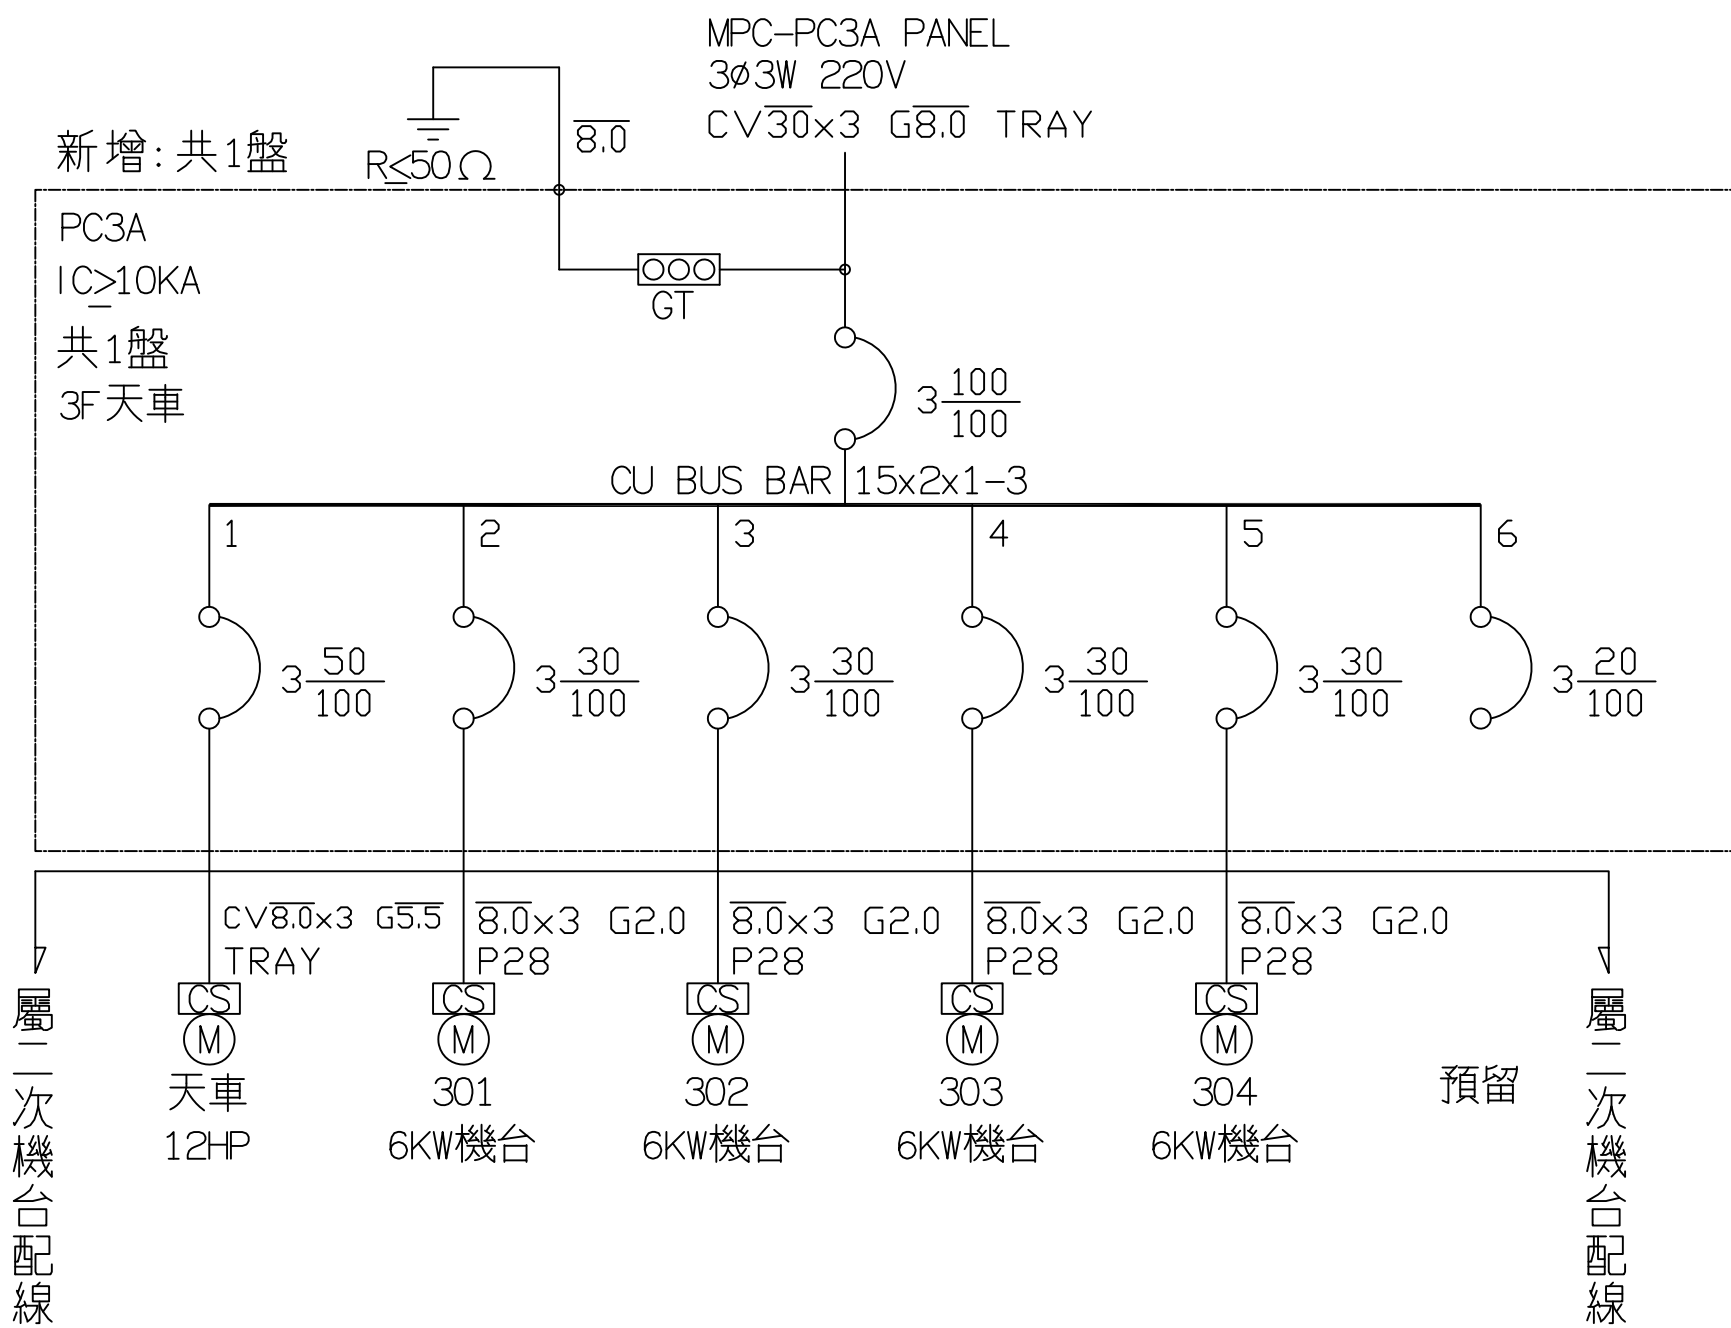 MPC-PC3A PANEL
3ø3W 220V
CV30x3 G8.0 TRAY
8.0
R≤50Ω
新增:共1盤
PC3A
IC≥10KA
共1盤
3F天車
GT
3 100/100
CU BUS BAR 15x2x1-3
1 2 3 4 5 6
3 50/100 3 30/100 3 30/100 3 30/100 3 30/100 3 20/100
CV8.0x3 G5.5 8.0x3 G2.0 8.0x3 G2.0 8.0x3 G2.0 8.0x3 G2.0
TRAY P28 P28 P28 P28
CS CS CS CS CS
M M M M M
天車 301 302 303 304 預留
12HP 6KW機台 6KW機台 6KW機台 6KW機台
屬二次機台配線
屬二次機台配線